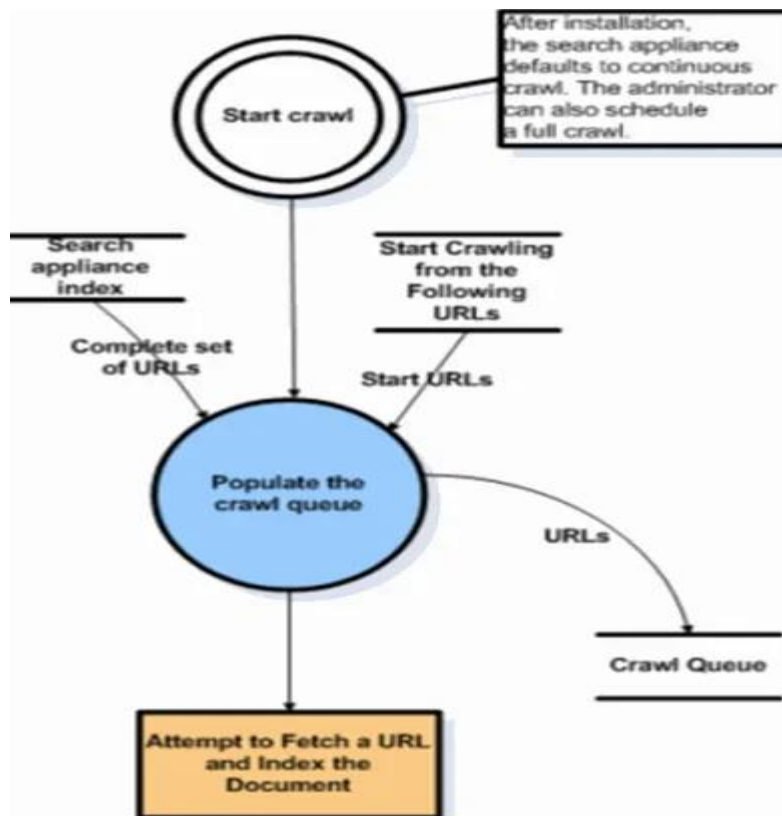 After installation,
the search appliance
defaults to continuous
crawl. The administrator
can also schedule
a full crawl.
Start crawl
Search
appliance
index
Start Crawling
from the
Following
URLs
Complete set
of URLs
Start URLs
Populate the
crawl queue
URLs
Crawl Queue
Attempt to Fetch a URL
and Index the
Document